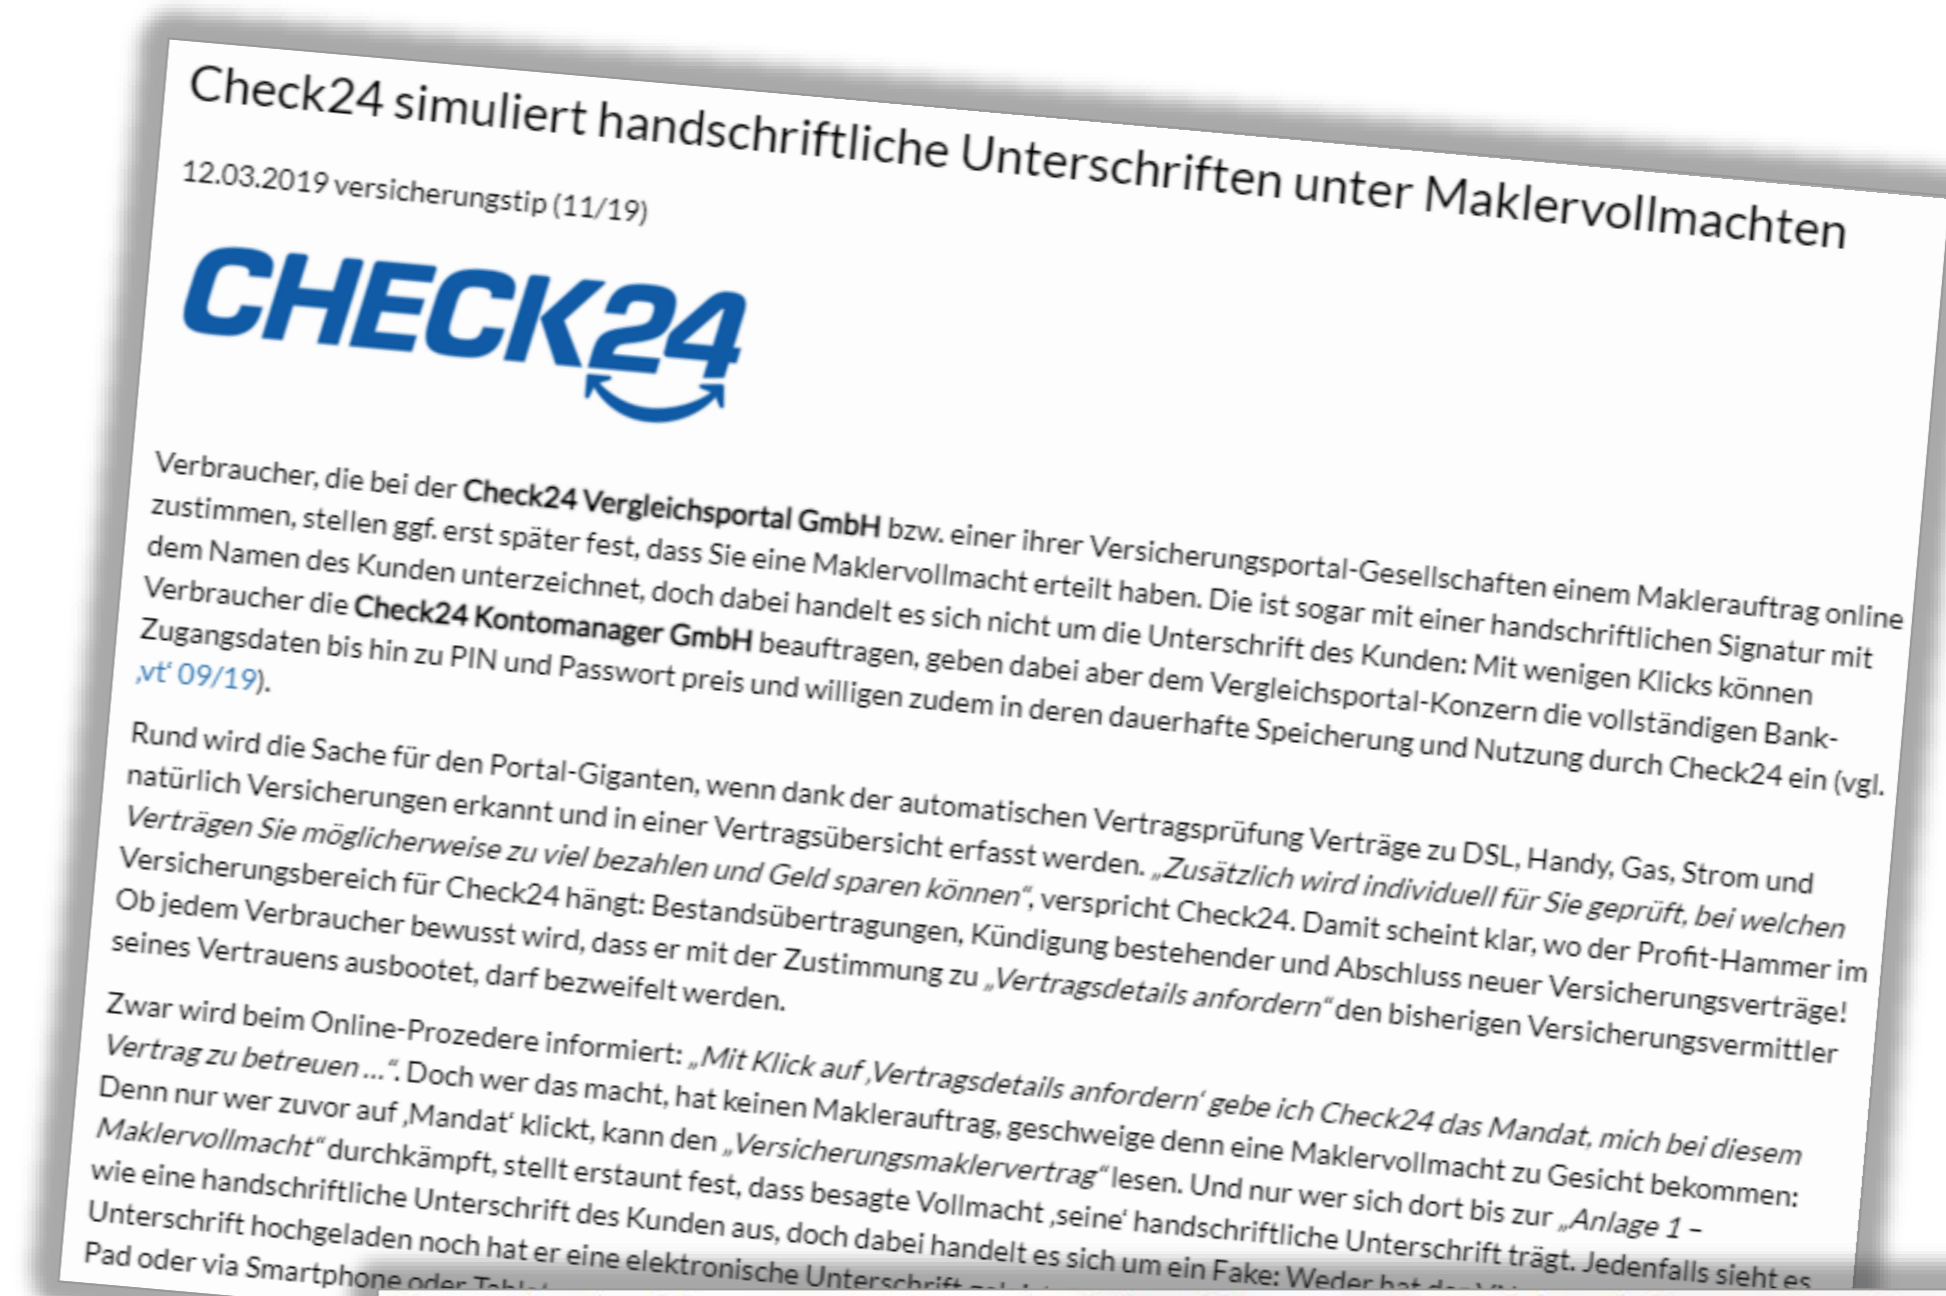 Check24 simuliert handschriftliche Unterschriften unter Maklervollmachten
12.03.2019 versicherungstip (11/19)
CHECK24
Verbraucher, die bei der Check24 Vergleichsportal GmbH bzw. einer ihrer Versicherungsportal-Gesellschaften einem Maklerauftrag online
zustimmen, stellen ggf. erst später fest, dass Sie eine Maklervollmacht erteilt haben. Die ist sogar mit einer handschriftlichen Signatur mit
dem Namen des Kunden unterzeichnet, doch dabei handelt es sich nicht um die Unterschrift des Kunden: Mit wenigen Klicks können
Verbraucher die Check24 Kontomanager GmbH beauftragen, geben dabei aber dem Vergleichsportal-Konzern die vollständigen Bank-
Zugangsdaten bis hin zu PIN und Passwort preis und willigen zudem in deren dauerhafte Speicherung und Nutzung durch Check24 ein (vgl.
‚vt‘ 09/19).
Rund wird die Sache für den Portal-Giganten, wenn dank der automatischen Vertragsprüfung Verträge zu DSL, Handy, Gas, Strom und
natürlich Versicherungen erkannt und in einer Vertragsübersicht erfasst werden. „Zusätzlich wird individuell für Sie geprüft, bei welchen
Verträgen Sie möglicherweise zu viel bezahlen und Geld sparen können“, verspricht Check24. Damit scheint klar, wo der Profit-Hammer im
Versicherungsbereich für Check24 hängt: Bestandsübertragungen, Kündigung bestehender und Abschluss neuer Versicherungsverträge!
Ob jedem Verbraucher bewusst wird, dass er mit der Zustimmung zu „Vertragsdetails anfordern“ den bisherigen Versicherungsvermittler
seines Vertrauens ausbootet, darf bezweifelt werden.
Zwar wird beim Online-Prozedere informiert: „Mit Klick auf ‚Vertragsdetails anfordern‘ gebe ich Check24 das Mandat, mich bei diesem
Vertrag zu betreuen …“. Doch wer das macht, hat keinen Maklerauftrag, geschweige denn eine Maklervollmacht zu Gesicht bekommen:
Denn nur wer zuvor auf ‚Mandat‘ klickt, kann den „Versicherungsmaklervertrag“ lesen. Und nur wer sich dort bis zur „Anlage 1 –
Maklervollmacht“ durchkämpft, stellt erstaunt fest, dass besagte Vollmacht ‚seine‘ handschriftliche Unterschrift trägt. Jedenfalls sieht es
wie eine handschriftliche Unterschrift des Kunden aus, doch dabei handelt es sich um ein Fake: Weder hat der
Unterschrift hochgeladen noch hat er eine elektronische Unterschrift
Pad oder via Smartphone oder